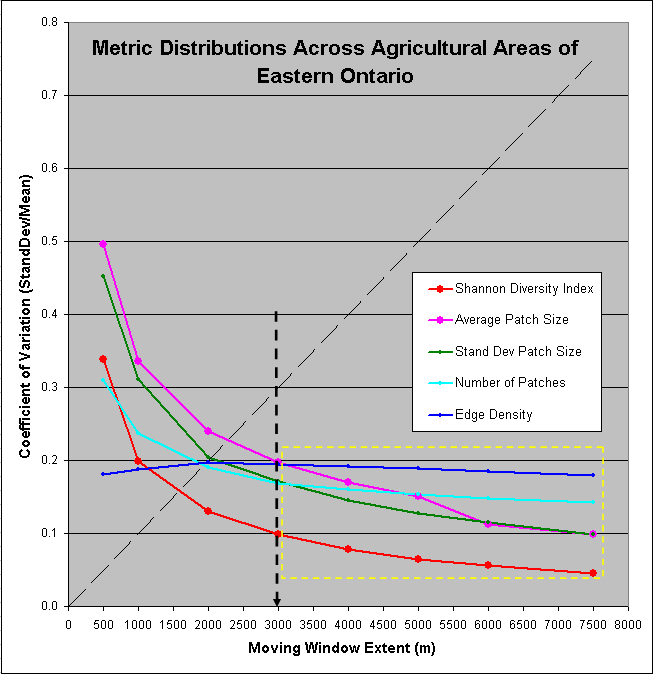 Metric Distributions Across Agricultural Areas of
Eastern Ontario
Coefficient of Variation (StandDev/Mean)
0.8
0.7
0.6
0.5
0.4
0.3
0.2
0.1
0.0
Shannon Diversity Index
Average Patch Size
Stand Dev Patch Size
Number of Patches
Edge Density
0 500 1000 1500 2000 2500 3000 3500 4000 4500 5000 5500 6000 6500 7000 7500 8000
Moving Window Extent (m)